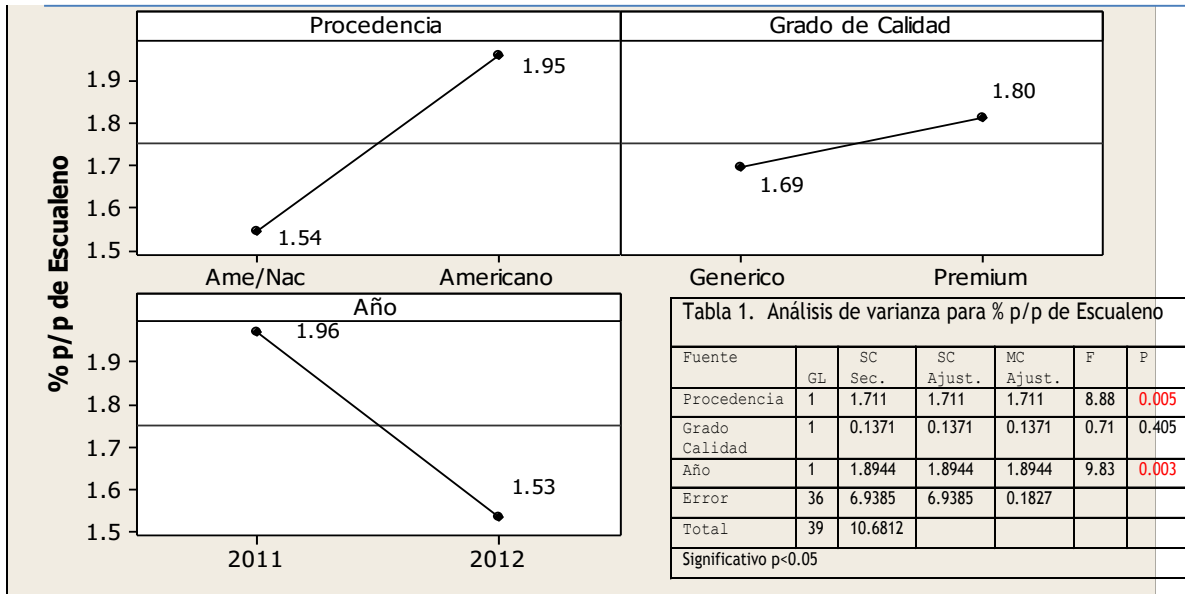 Procedencia
Grado de Calidad
% p/p de Escualeno
1.9
1.8
1.7
1.6
1.5
1.54
1.95
1.69
1.80
Ame/Nac
Americano
Generico
Premium
Año
1.9
1.8
1.7
1.6
1.5
1.96
1.53
2011
2012
Tabla 1. Análisis de varianza para % p/p de Escualeno
Fuente GL SC Sec. SC Ajust. MC Ajust. F P
Procedencia 1 1.711 1.711 1.711 8.88 0.005
Grado Calidad 1 0.1371 0.1371 0.1371 0.71 0.405
Año 1 1.8944 1.8944 1.8944 9.83 0.003
Error 36 6.9385 6.9385 0.1827
Total 39 10.6812
Significativo p<0.05